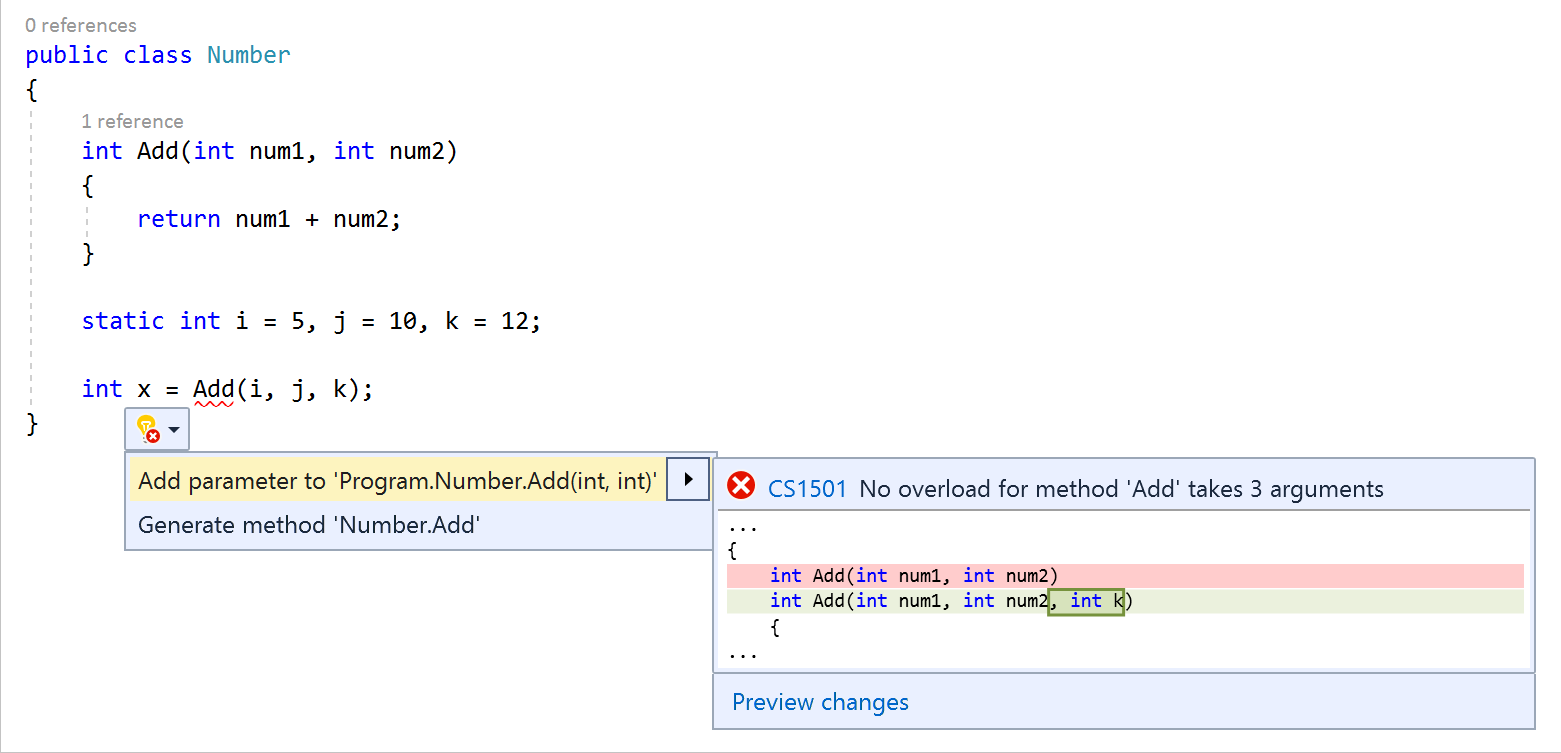 0 references
public class Number
{
1 reference
int Add(int num1, int num2)
{
return num1 + num2;
}
static int i = 5, j = 10, k = 12;
int x = Add(i, j, k);
}
Add parameter to 'Program.Number.Add(int, int)'
Generate method 'Number.Add'
CS1501 No overload for method 'Add' takes 3 arguments
...
{
int Add(int num1, int num2)
int Add(int num1, int num2, int k)
{
...
Preview changes